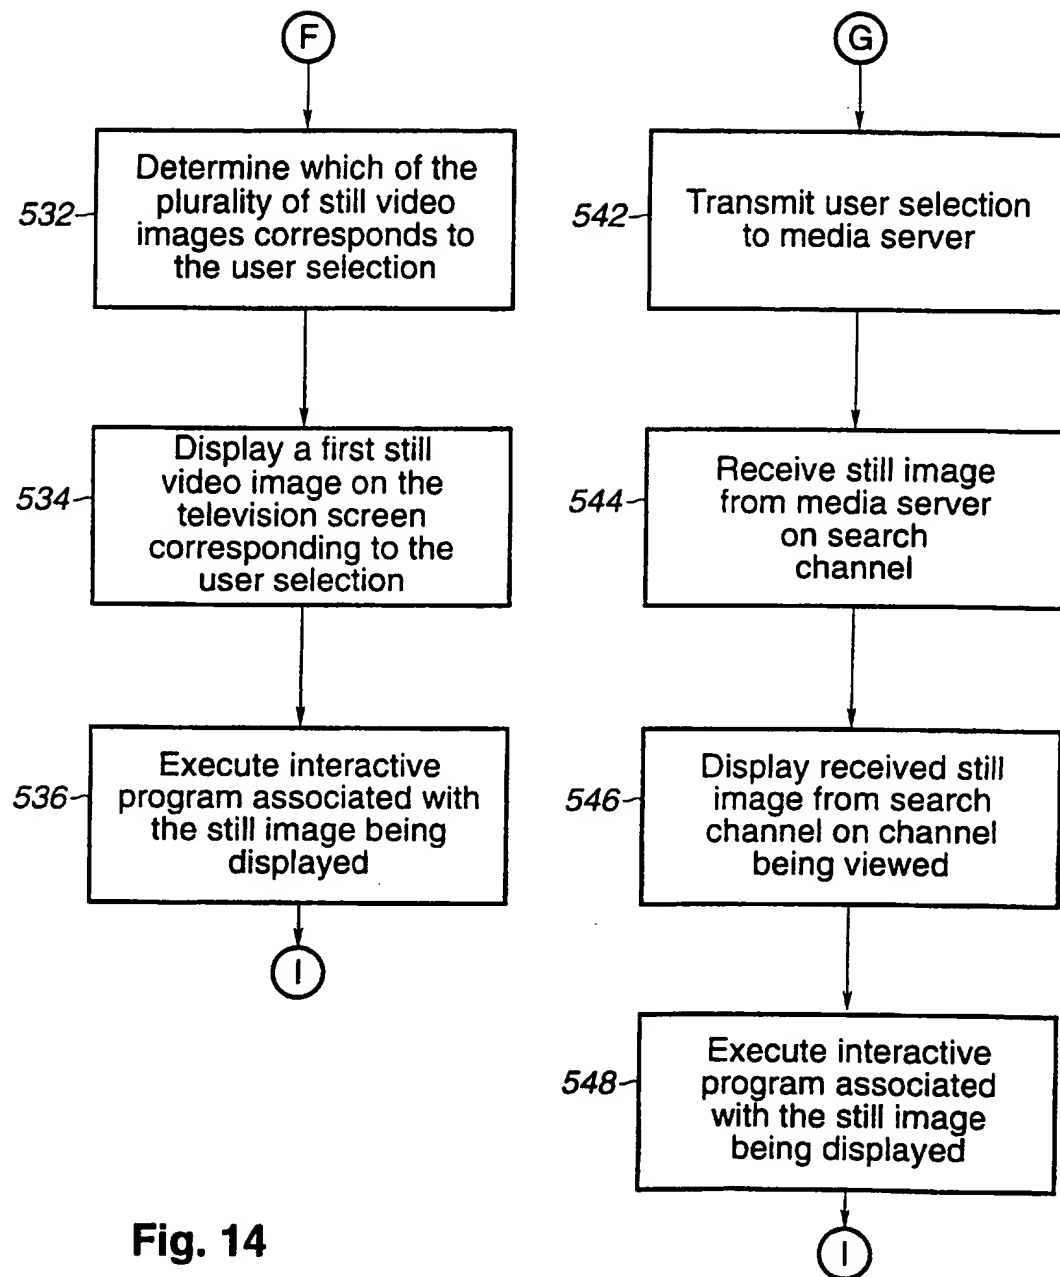 F
532
Determine which of the
plurality of still video
images corresponds to
the user selection
534
Display a first still
video image on the
television screen
corresponding to the
user selection
536
Execute interactive
program associated with
the still image being
displayed
I
G
542
Transmit user selection
to media server
544
Receive still image
from media server
on search
channel
546
Display received still
image from search
channel on channel
being viewed
548
Execute interactive
program associated
with the still image
being displayed
I
Fig. 14